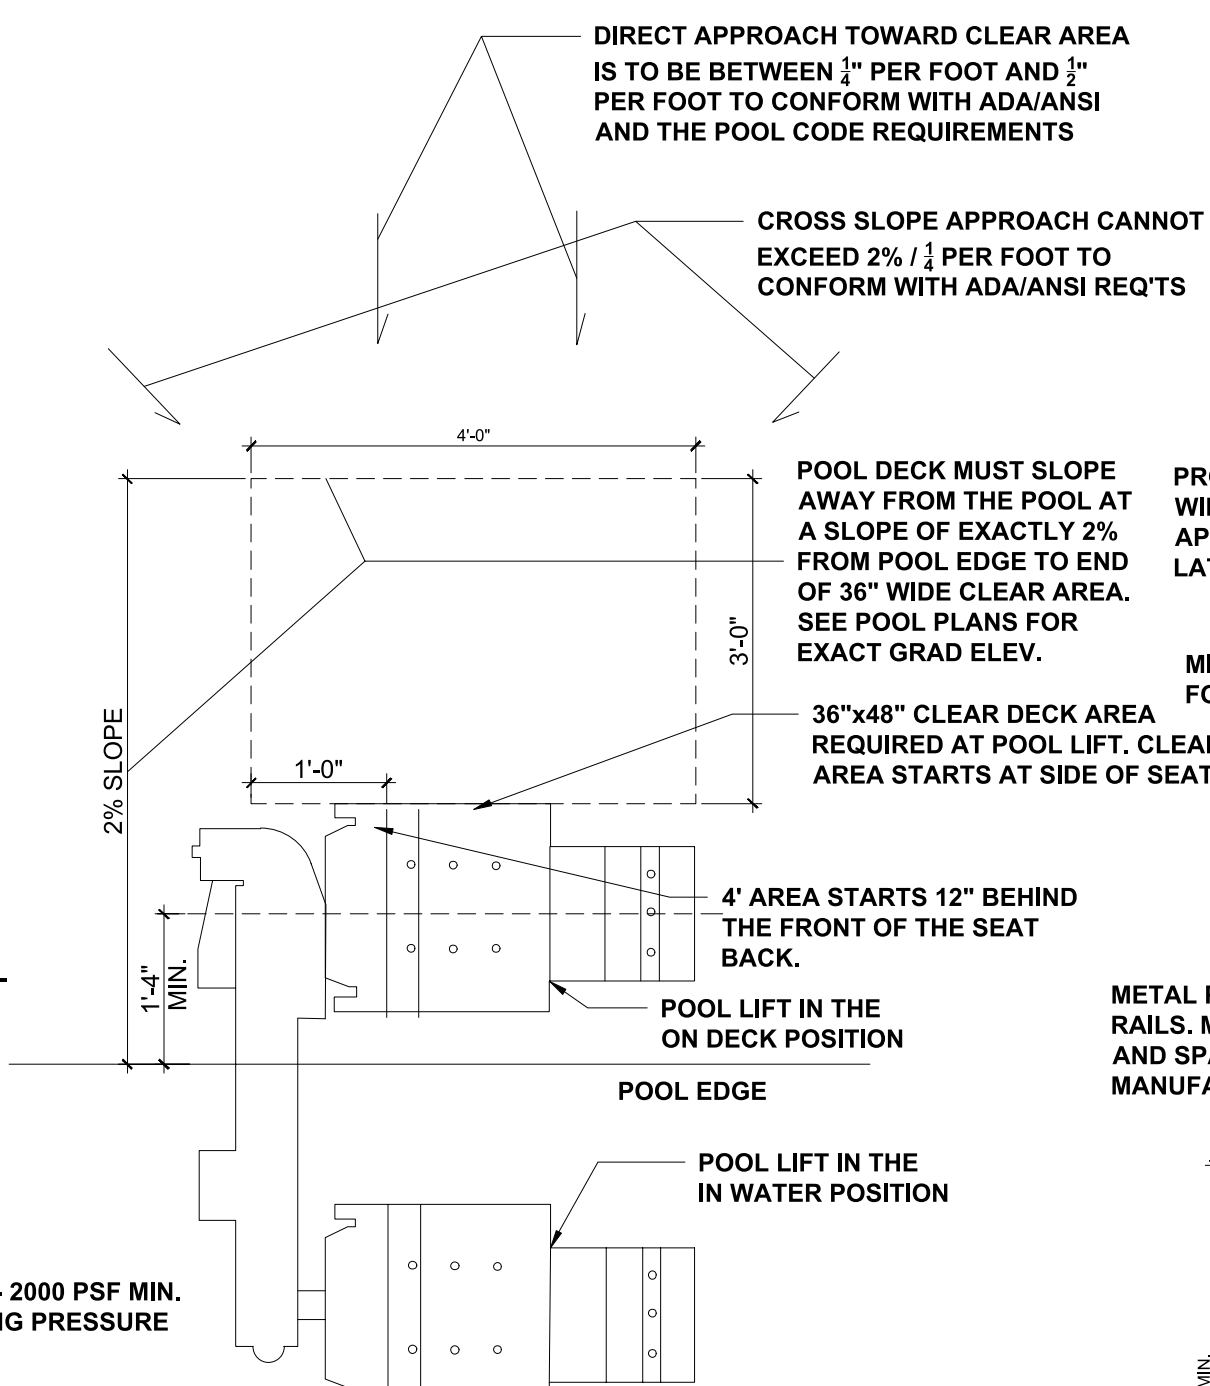 DIRECT APPROACH TOWARD CLEAR AREA
IS TO BE BETWEEN 1/4" PER FOOT AND 1/2"
PER FOOT TO CONFORM WITH ADA/ANSI
AND THE POOL CODE REQUIREMENTS
CROSS SLOPE APPROACH CANNOT
EXCEED 2% / 1/4 PER FOOT TO
CONFORM WITH ADA/ANSI REQ'TS
4'-0"
POOL DECK MUST SLOPE
AWAY FROM THE POOL AT
A SLOPE OF EXACTLY 2%
FROM POOL EDGE TO END
OF 36" WIDE CLEAR AREA.
SEE POOL PLANS FOR
EXACT GRAD ELEV.
3'-0"
2% SLOPE
36"x48" CLEAR DECK AREA
REQUIRED AT POOL LIFT. CLEAR
AREA STARTS AT SIDE OF SEAT
1'-0"
4' AREA STARTS 12" BEHIND
THE FRONT OF THE SEAT
BACK.
1'-4"
MIN.
POOL LIFT IN THE
ON DECK POSITION
METAL
RAILS.
AND
POOL EDGE
POOL LIFT IN THE
IN WATER POSITION
2000 PSF MIN.
PRESSURE
MIN.